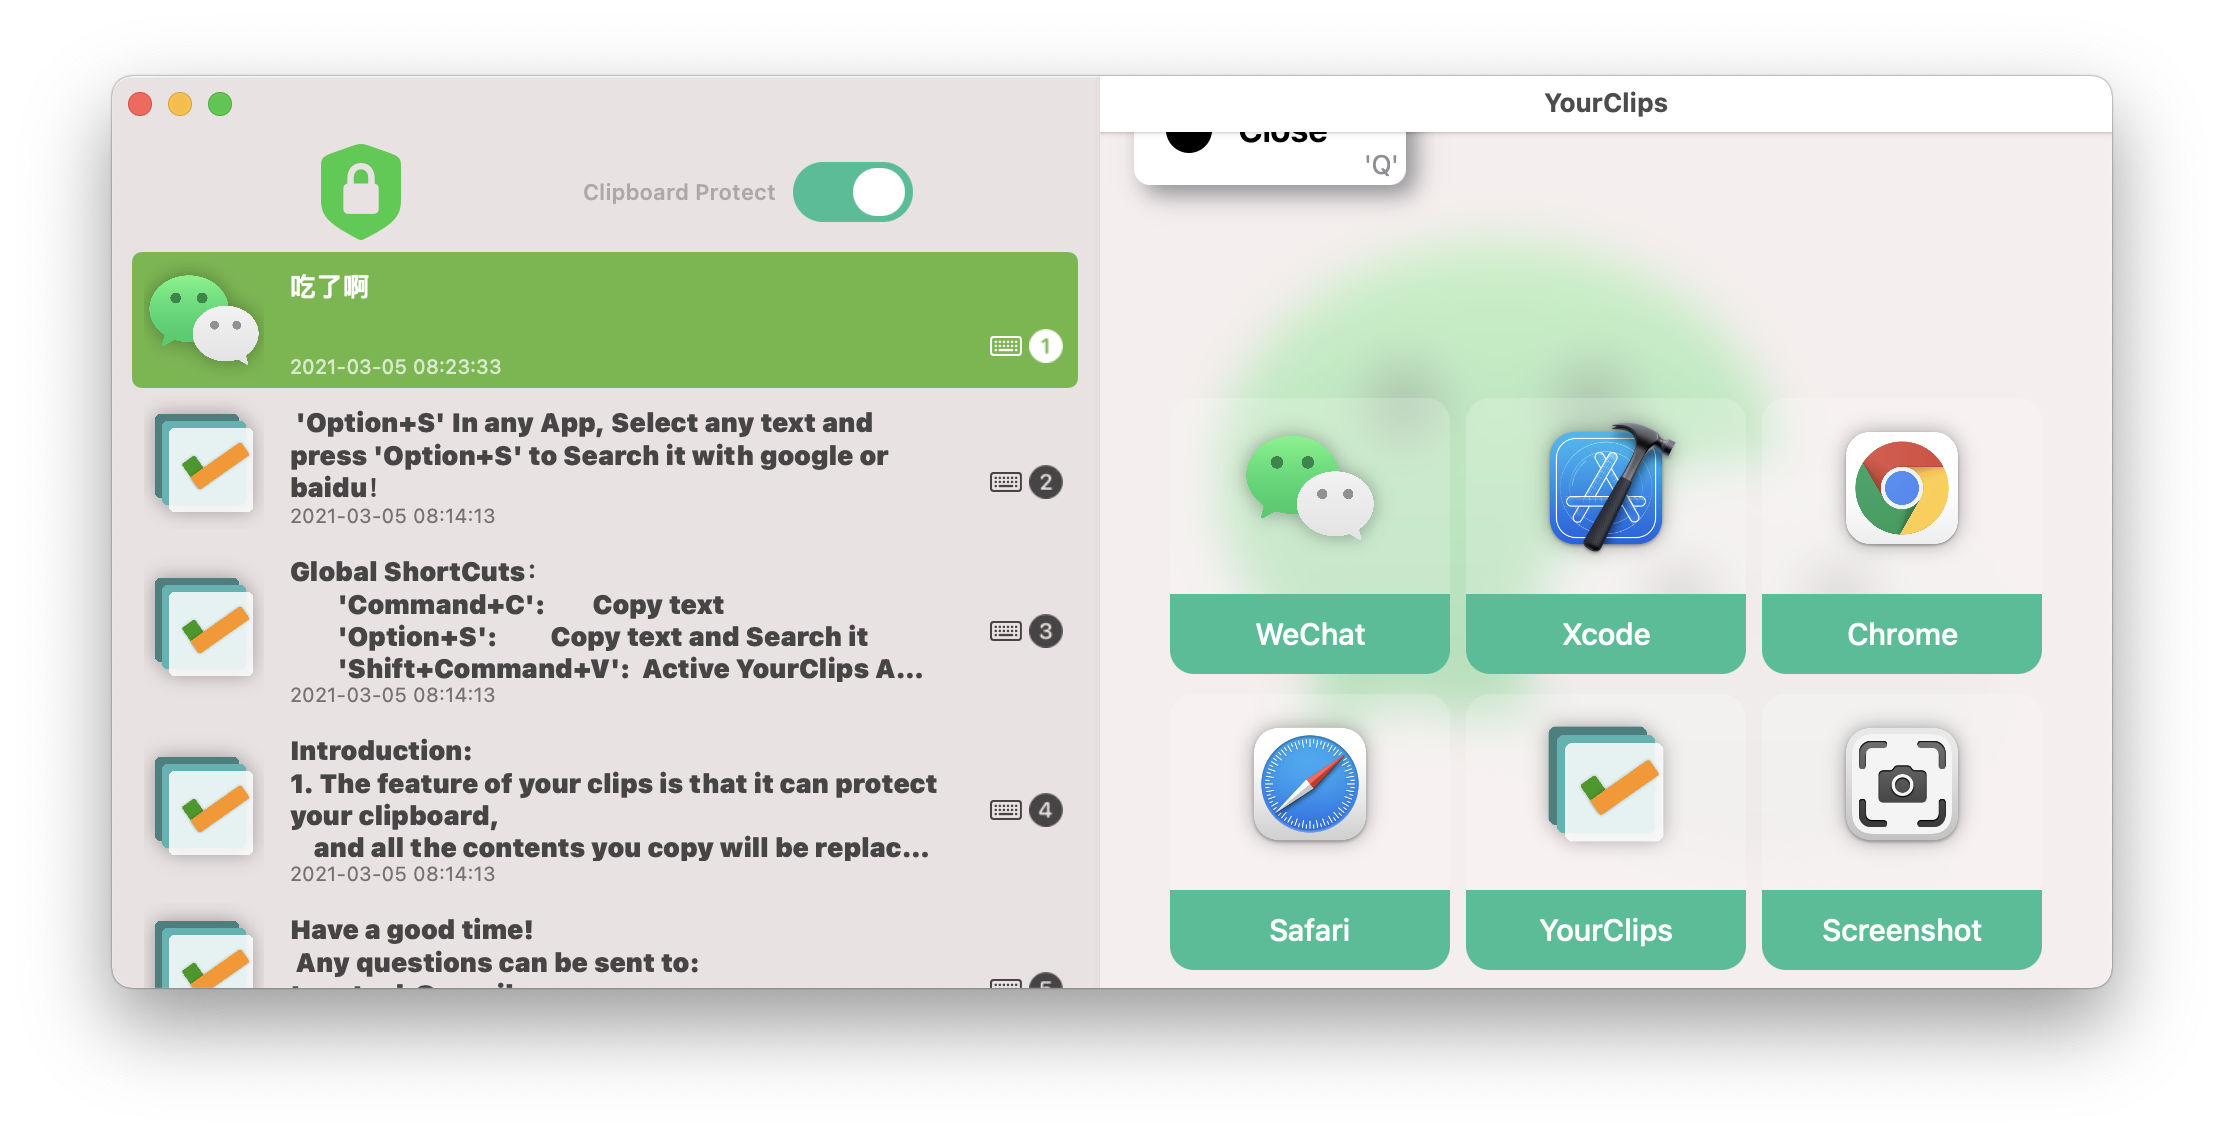 YourClips
Clipboard Protect
吃了啊
2021-03-05 08:23:33
1
'Option+S' In any App, Select any text and
press 'Option+S' to Search it with google or
baidu！
2021-03-05 08:14:13
2
Global ShortCuts：
'Command+C': Copy text
'Option+S': Copy text and Search it
'Shift+Command+V': Active YourClips A...
2021-03-05 08:14:13
3
Introduction:
1. The feature of your clips is that it can protect
your clipboard,
and all the contents you copy will be replac...
2021-03-05 08:14:13
4
Have a good time!
Any questions can be sent to:
5
Close
'Q'
WeChat
Xcode
Chrome
Safari
YourClips
Screenshot